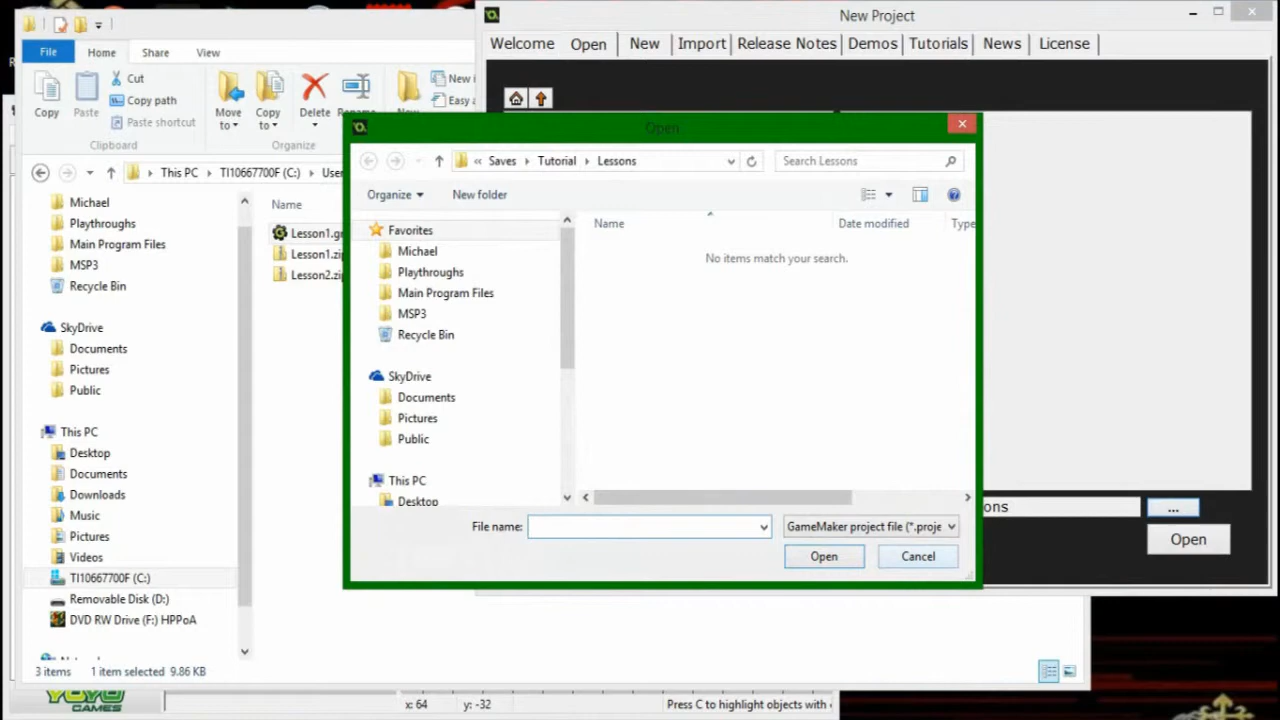 New Project
Welcome Open New Import Release Notes Demos Tutorials News License
File Home Share View
Copy
Paste
Cut
Copy path
Paste shortcut
Move to
Copy to
Delete
New
Easy
Clipboard
Organize
This PC TI10667700F (C:)
Michael
Playthroughs
Main Program Files
MSP3
Recycle Bin
SkyDrive
Documents
Pictures
Public
This PC
Desktop
Documents
Downloads
Music
Pictures
Videos
TI10667700F (C:)
Removable Disk (D:)
DVD RW Drive (F:) HPPoA
Name
3 items 1 item selected 9.86 KB
Open
« Saves Tutorial Lessons
Search Lessons
Organize New folder
Favorites
Michael
Playthroughs
Main Program Files
MSP3
Recycle Bin
SkyDrive
Documents
Pictures
Public
This PC
Desktop
Name Date modified Type
No items match your search.
File name:
GameMaker project file (*.proje
Open Cancel
...
Open
YOYO
GAMES
x: 64 y: -32 Press C to highlight objects with